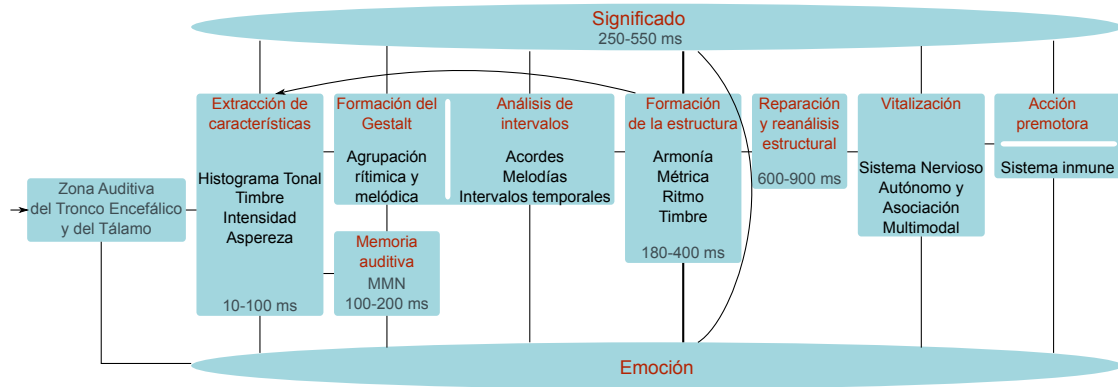 Significado
250-550 ms
Extracción de
características
Histograma Tonal
Timbre
Intensidad
Aspereza
10-100 ms
Formación del
Gestalt
Agrupación
rítimica y
melódica
Análisis de
intervalos
Acordes
Melodías
Intervalos temporales
Formación
de la estructura
Armonía
Métrica
Ritmo
Timbre
180-400 ms
Reparación
y reanálisis
estructural
600-900 ms
Vitalización
Sistema Nervioso
Autónomo y
Asociación
Multimodal
Acción
premotora
Sistema inmune
Zona Auditiva
del Tronco Encefálico
y del Tálamo
Memoria
auditiva
MMN
100-200 ms
Emoción